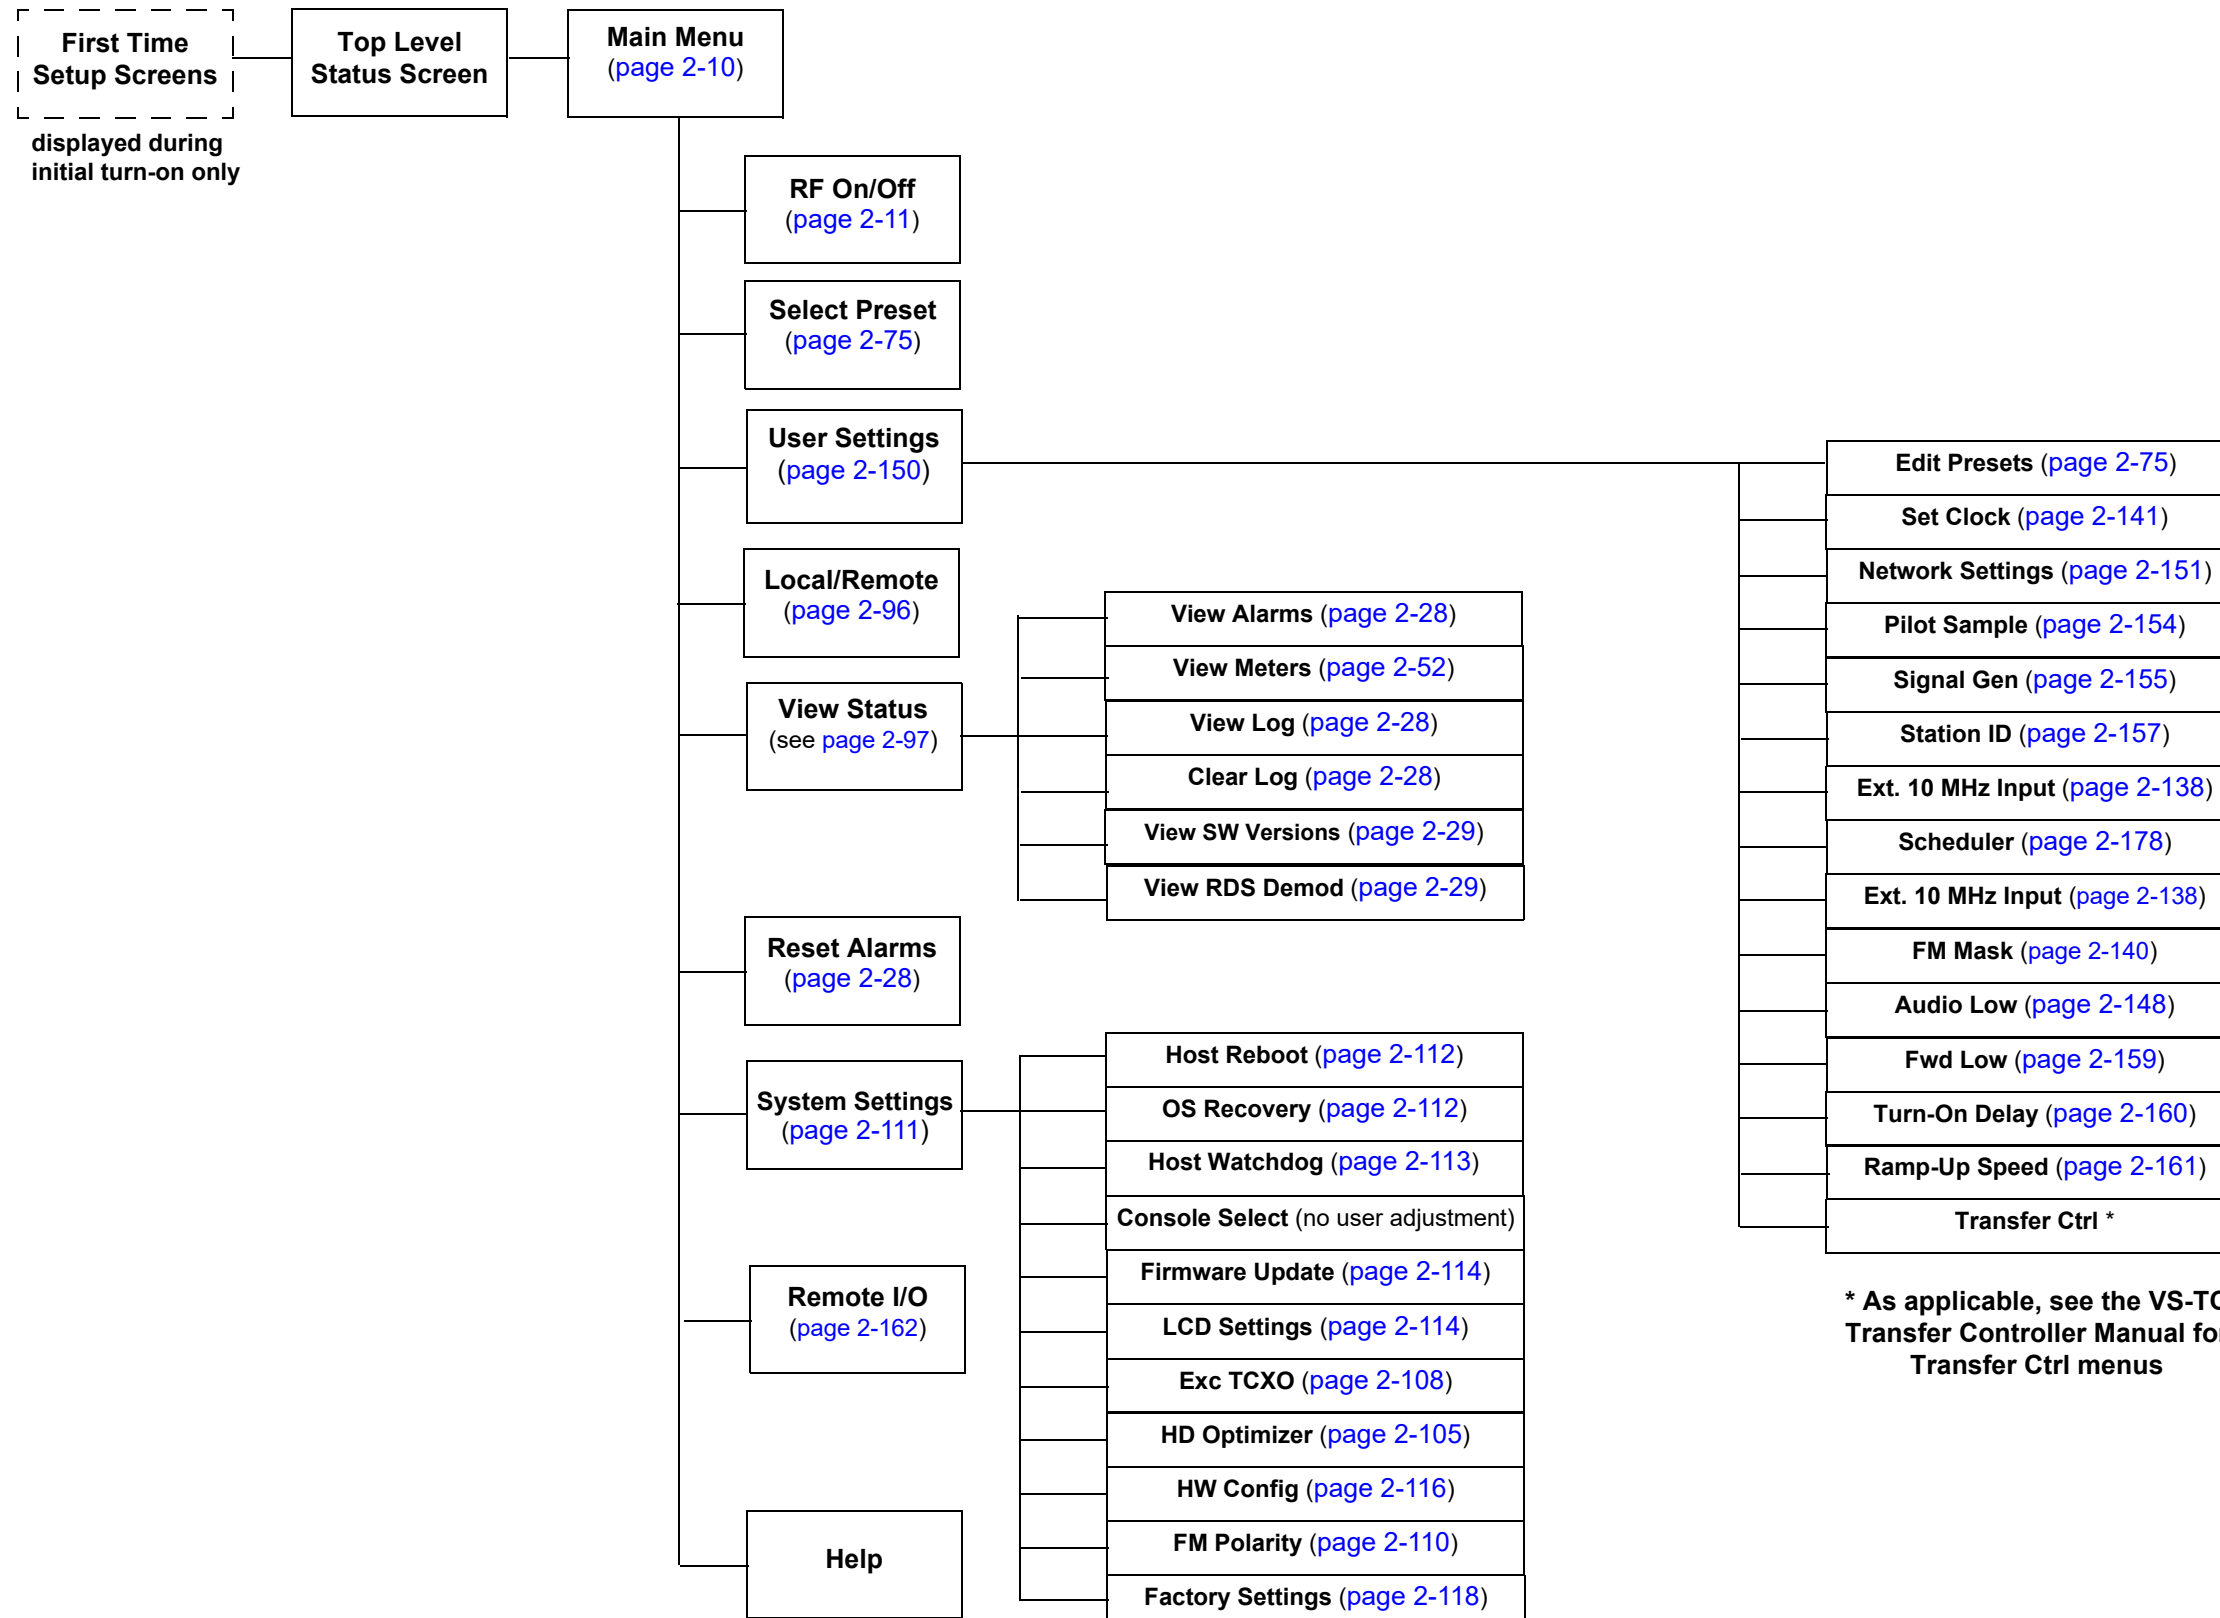 First Time
Setup Screens
displayed during
initial turn-on only
Top Level
Status Screen
Main Menu
(page 2-10)
RF On/Off
(page 2-11)
Select Preset
(page 2-75)
User Settings
(page 2-150)
Local/Remote
(page 2-96)
View Status
(see page 2-97)
Reset Alarms
(page 2-28)
System Settings
(page 2-111)
Remote I/O
(page 2-162)
Help
View Alarms (page 2-28)
View Meters (page 2-52)
View Log (page 2-28)
Clear Log (page 2-28)
View SW Versions (page 2-29)
View RDS Demod (page 2-29)
Host Reboot (page 2-112)
OS Recovery (page 2-112)
Host Watchdog (page 2-113)
Console Select (no user adjustment)
Firmware Update (page 2-114)
LCD Settings (page 2-114)
Exc TCXO (page 2-108)
HD Optimizer (page 2-105)
HW Config (page 2-116)
FM Polarity (page 2-110)
Factory Settings (page 2-118)
Edit Presets (page 2-75)
Set Clock (page 2-141)
Network Settings (page 2-151)
Pilot Sample (page 2-154)
Signal Gen (page 2-155)
Station ID (page 2-157)
Ext. 10 MHz Input (page 2-138)
Scheduler (page 2-178)
Ext. 10 MHz Input (page 2-138)
FM Mask (page 2-140)
Audio Low (page 2-148)
Fwd Low (page 2-159)
Turn-On Delay (page 2-160)
Ramp-Up Speed (page 2-161)
Transfer Ctrl *
* As applicable, see the
Transfer Controller Manual for
Transfer Ctrl menus